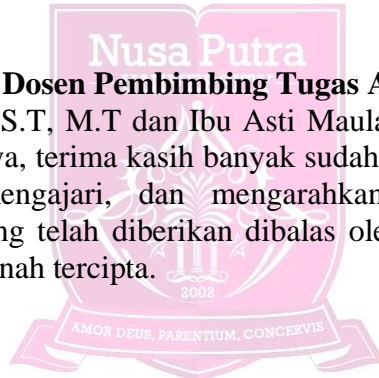 Nusa Putra
Dosen Pembimbing Tugas A
S.T, M.T dan Ibu Asti Maula
va, terima kasih banyak sudah
engajari, dan mengarahkan
ng telah diberikan dibalas ole
nah tercipta.
2002
AMOR DEUS, PARENTIUM, CONCERVIS